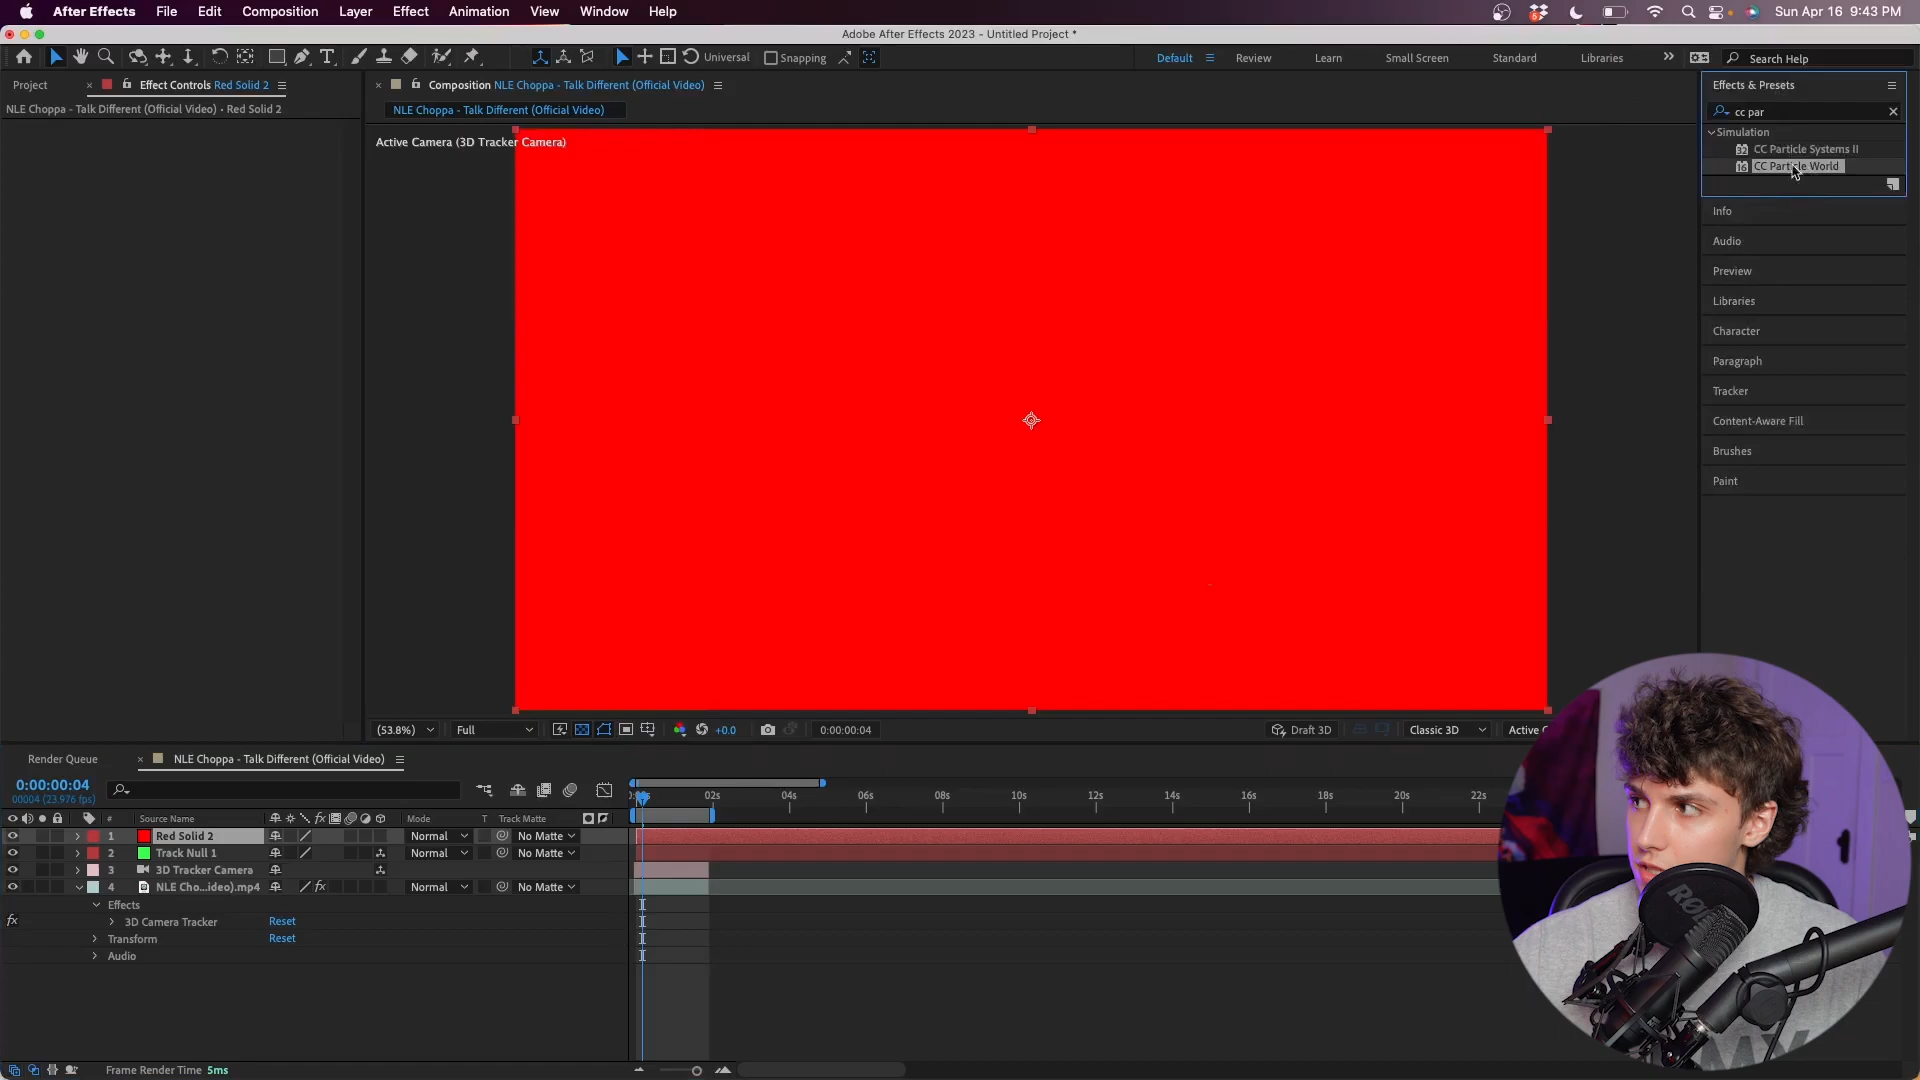 After Effects File Edit Composition Layer Effect Animation View Window Help Sun Apr 16 9:43 PM
Adobe After Effects 2023 - Untitled Project *
Universal Snapping Default Review Learn Small Screen Standard Libraries Search Help
Project Effect Controls Red Solid 2 Composition NLE Choppa - Talk Different (Official Video) Effects & Presets
NLE Choppa - Talk Different (Official Video) • Red Solid 2 NLE Choppa - Talk Different (Official Video) cc par
Active Camera (3D Tracker Camera)
Simulation
32 CC Particle Systems II
16 CC Particle World
Info
Audio
Preview
Libraries
Character
Paragraph
Tracker
Content-Aware Fill
Brushes
Paint
(53.8%) Full +0.0 0:00:00:04 Draft 3D Classic 3D Active C
Render Queue NLE Choppa - Talk Different (Official Video)
0:00:00:04
00004 (23.976 fps) 02s 04s 06s 08s 10s 12s 14s 16s 18s 20s 22s
# Source Name Mode T Track Matte
1 Red Solid 2 Normal No Matte
2 Track Null 1 Normal No Matte
3 3D Tracker Camera
4 NLE Cho...ideo).mp4 Normal No Matte
Effects
fx 3D Camera Tracker Reset
Transform Reset
Audio
Frame Render Time 5ms
RØDE